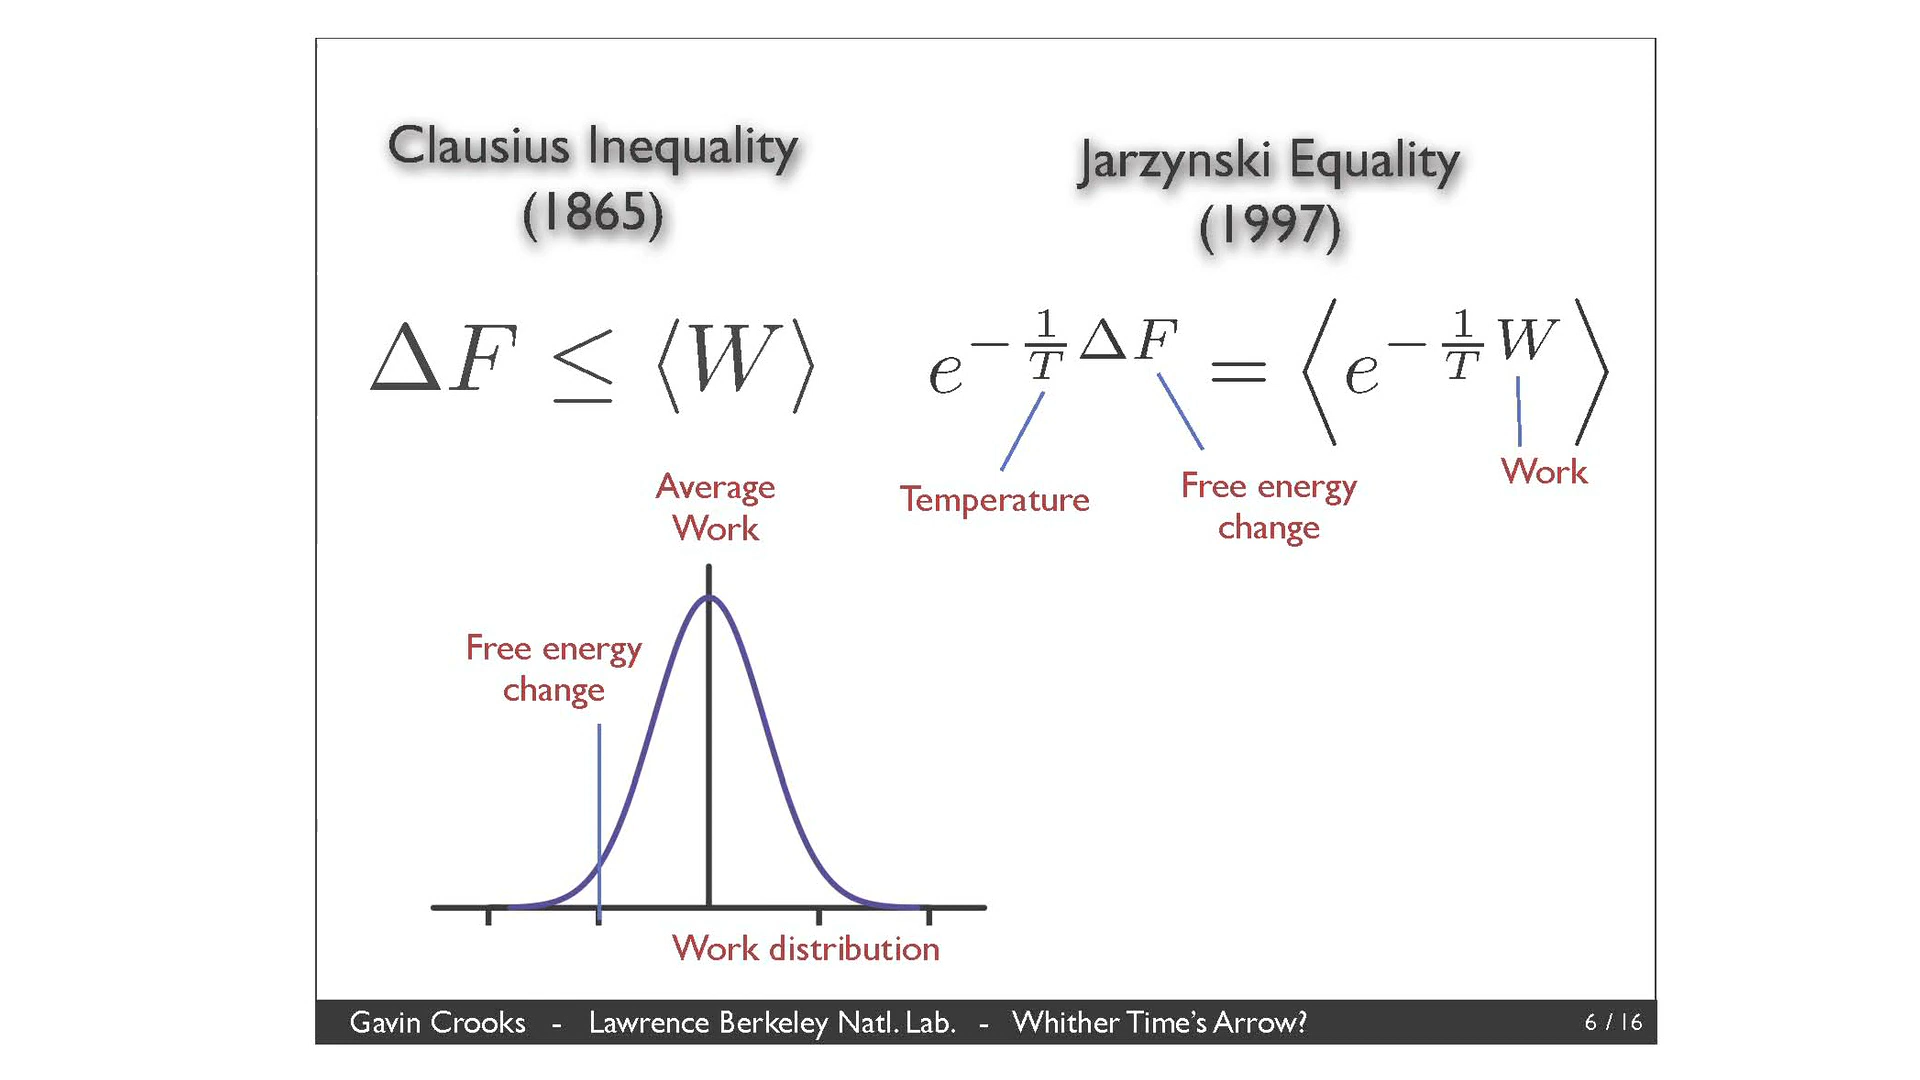 Clausius Inequality
(1865)
ΔF ≤ ⟨W⟩
Jarzynski Equality
(1997)
e^{-\frac{1}{T}ΔF} = ⟨e^{-\frac{1}{T}W}⟩
Temperature
Free energy
change
Work
Average
Work
Free energy
change
Work distribution
Gavin Crooks - Lawrence Berkeley Natl. Lab. - Whither Time's Arrow?
6 / 16